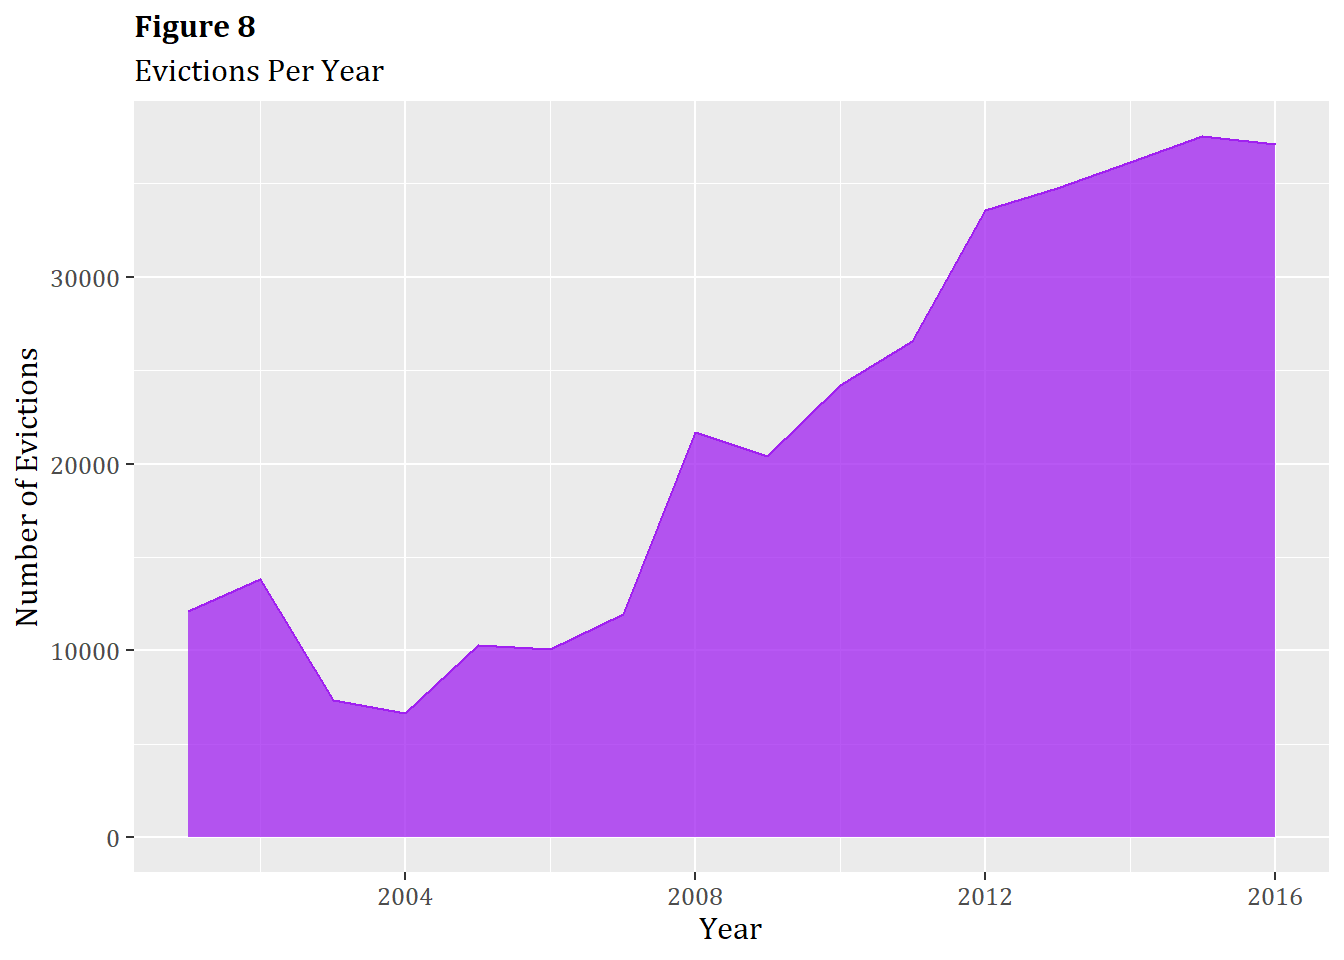 Figure 8
Evictions Per Year
Number of Evictions
30000
20000
10000
0
2004 2008 2012 2016
Year